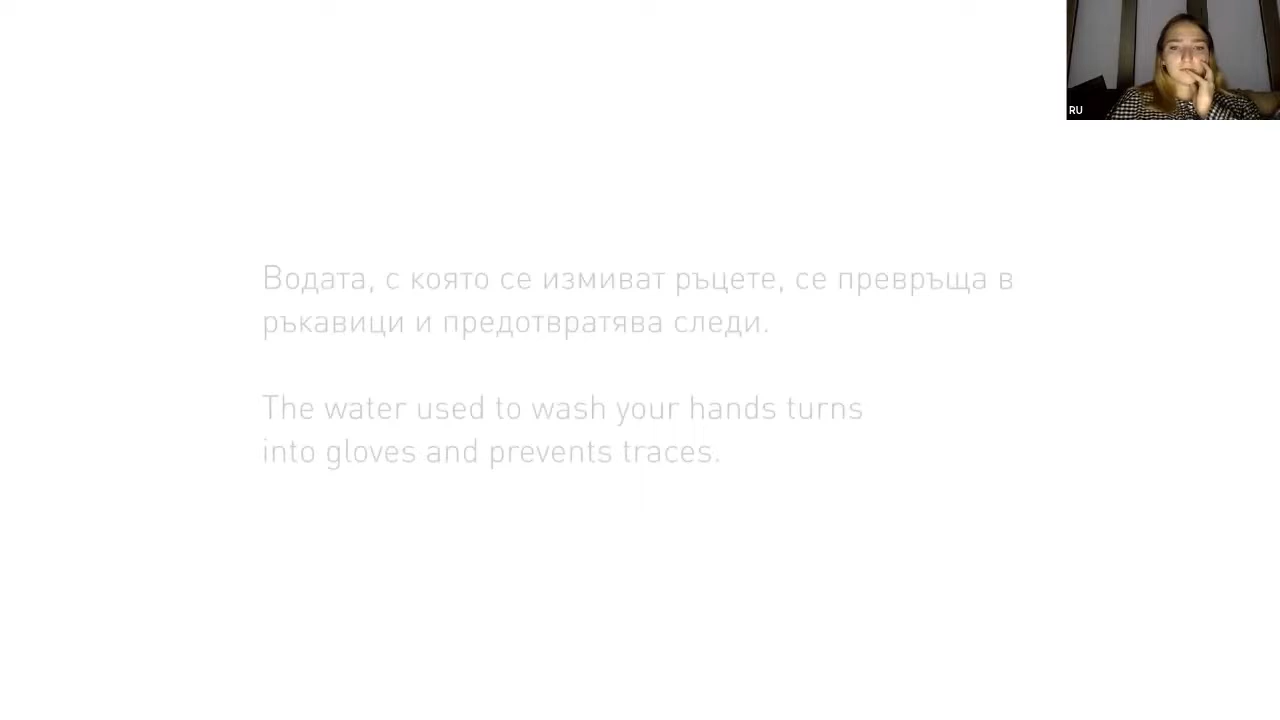 RU
Водата, с която се измиват ръцете, се превръща в
ръкавици и предотвратява следи.
The water used to wash your hands turns
into gloves and prevents traces.